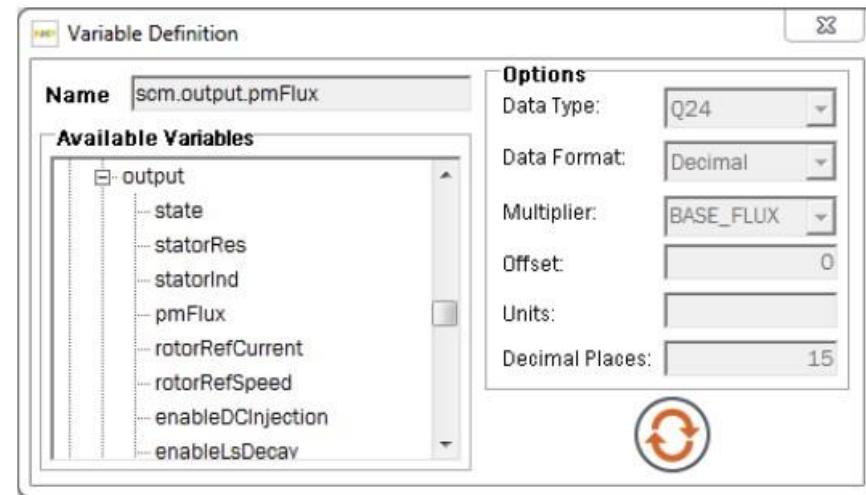 Variable Definition
Name scm.output.pmFlux
Available Variables
output
state
statorRes
statorInd
pmFlux
rotorRefCurrent
rotorRefSpeed
enableDCInjection
enableLsDecay
Options
Data Type: Q24
Data Format: Decimal
Multiplier: BASE_FLUX
Offset: 0
Units:
Decimal Places: 15